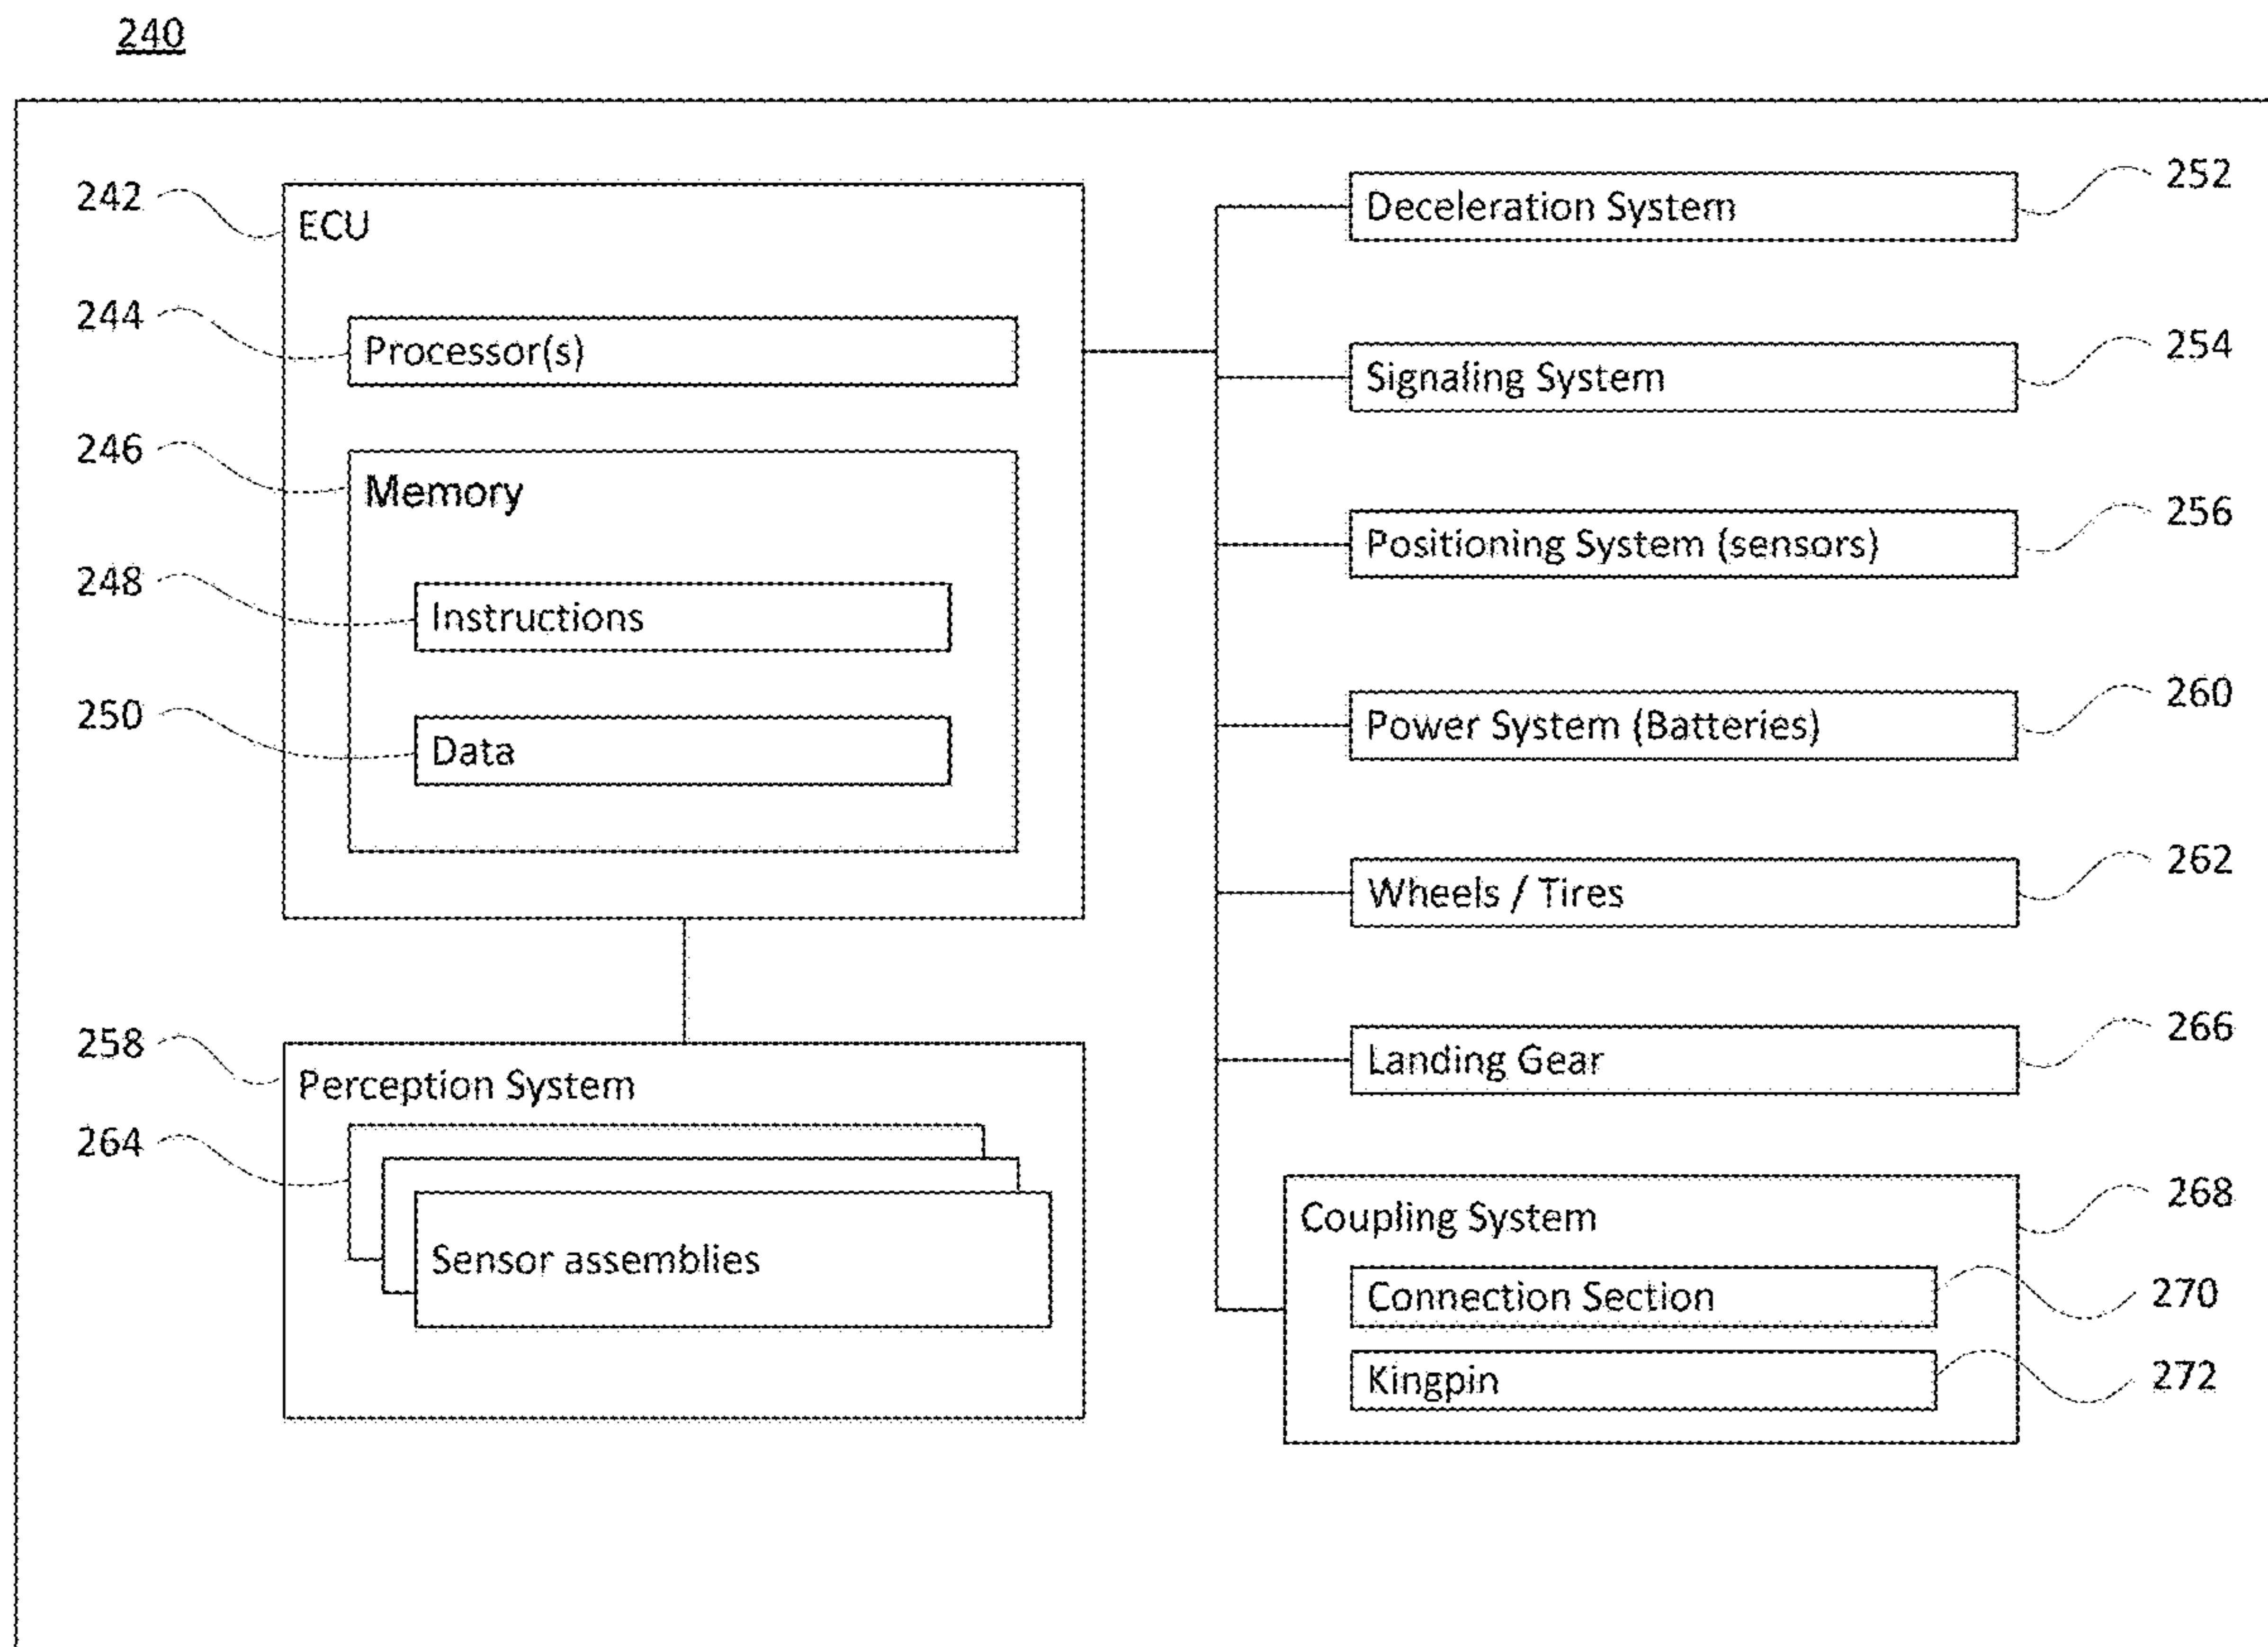 240
242
ECU
244
Processor(s)
246
Memory
248
Instructions
250
Data
258
Perception System
264
Sensor assemblies
Deceleration System
252
Signaling System
254
Positioning System (sensors)
256
Power System (Batteries)
260
Wheels / Tires
262
Landing Gear
266
Coupling System
268
Connection Section
270
Kingpin
272